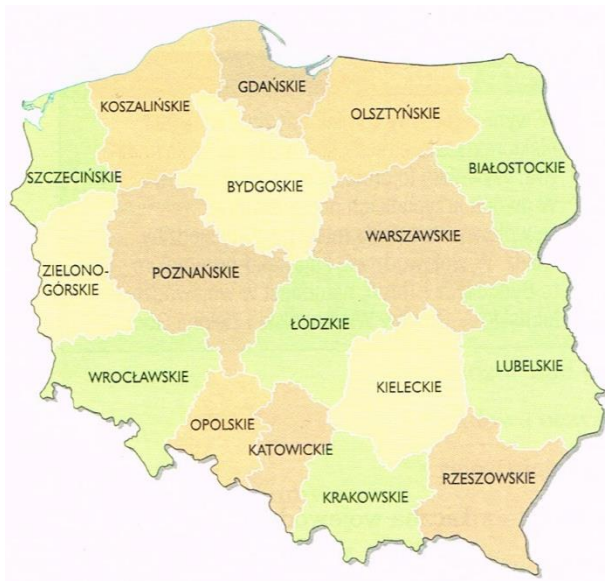 GDAŃSKIE
KOSZALIŃSKIE
OLSZTYŃSKIE
SZCZECIŃSKIE
BIAŁOSTOCKIE
BYDGOSKIE
WARSZAWSKIE
ZIELONO-
GÓRSKIE
POZNAŃSKIE
ŁÓDZKIE
WROCŁAWSKIE
LUBELSKIE
KIELECKIE
OPOLSKIE
KATOWICKIE
RZESZOWSKIE
KRAKOWSKIE